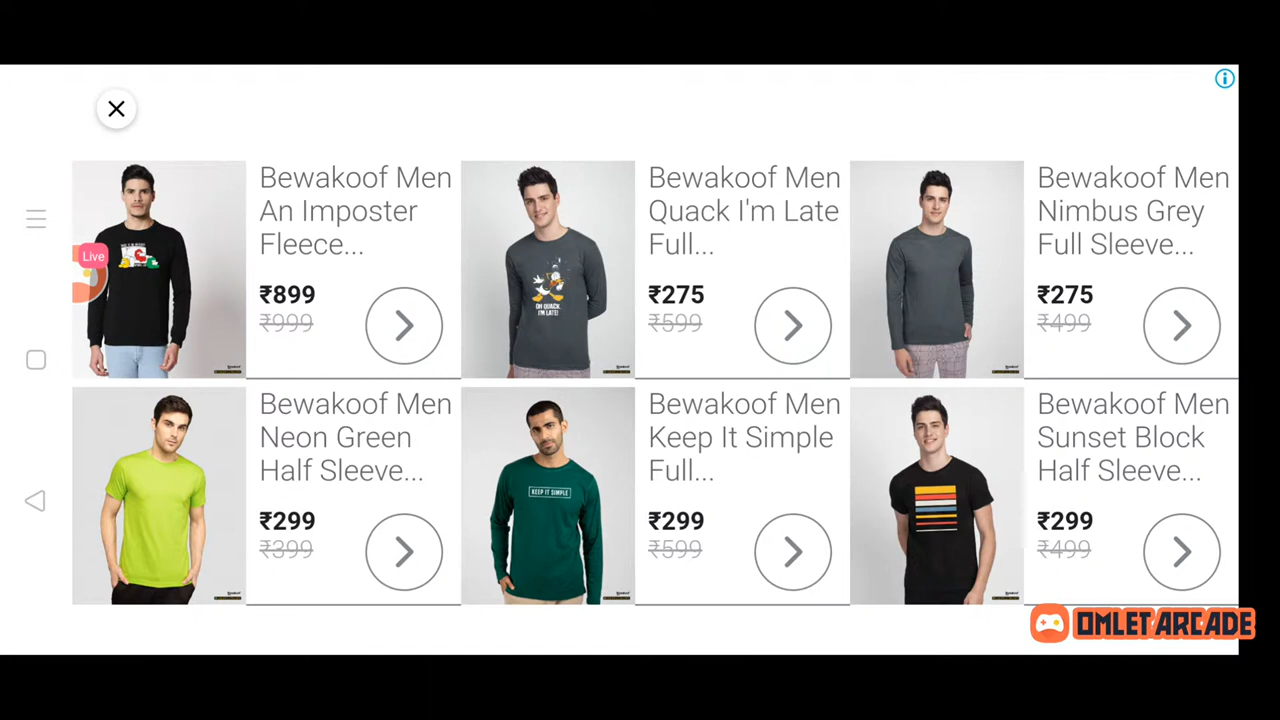 Live
Bewakoof Men
An Imposter
Fleece...
₹899
₹999
Bewakoof Men
Quack I'm Late
Full...
₹275
₹599
OH QUACK,
I'M LATE!
Bewakoof Men
Nimbus Grey
Full Sleeve...
₹275
₹499
Bewakoof Men
Neon Green
Half Sleeve...
₹299
₹399
KEEP IT SIMPLE
Bewakoof Men
Keep It Simple
Full...
₹299
₹599
Bewakoof Men
Sunset Block
Half Sleeve...
₹299
₹499
OMLET ARCADE